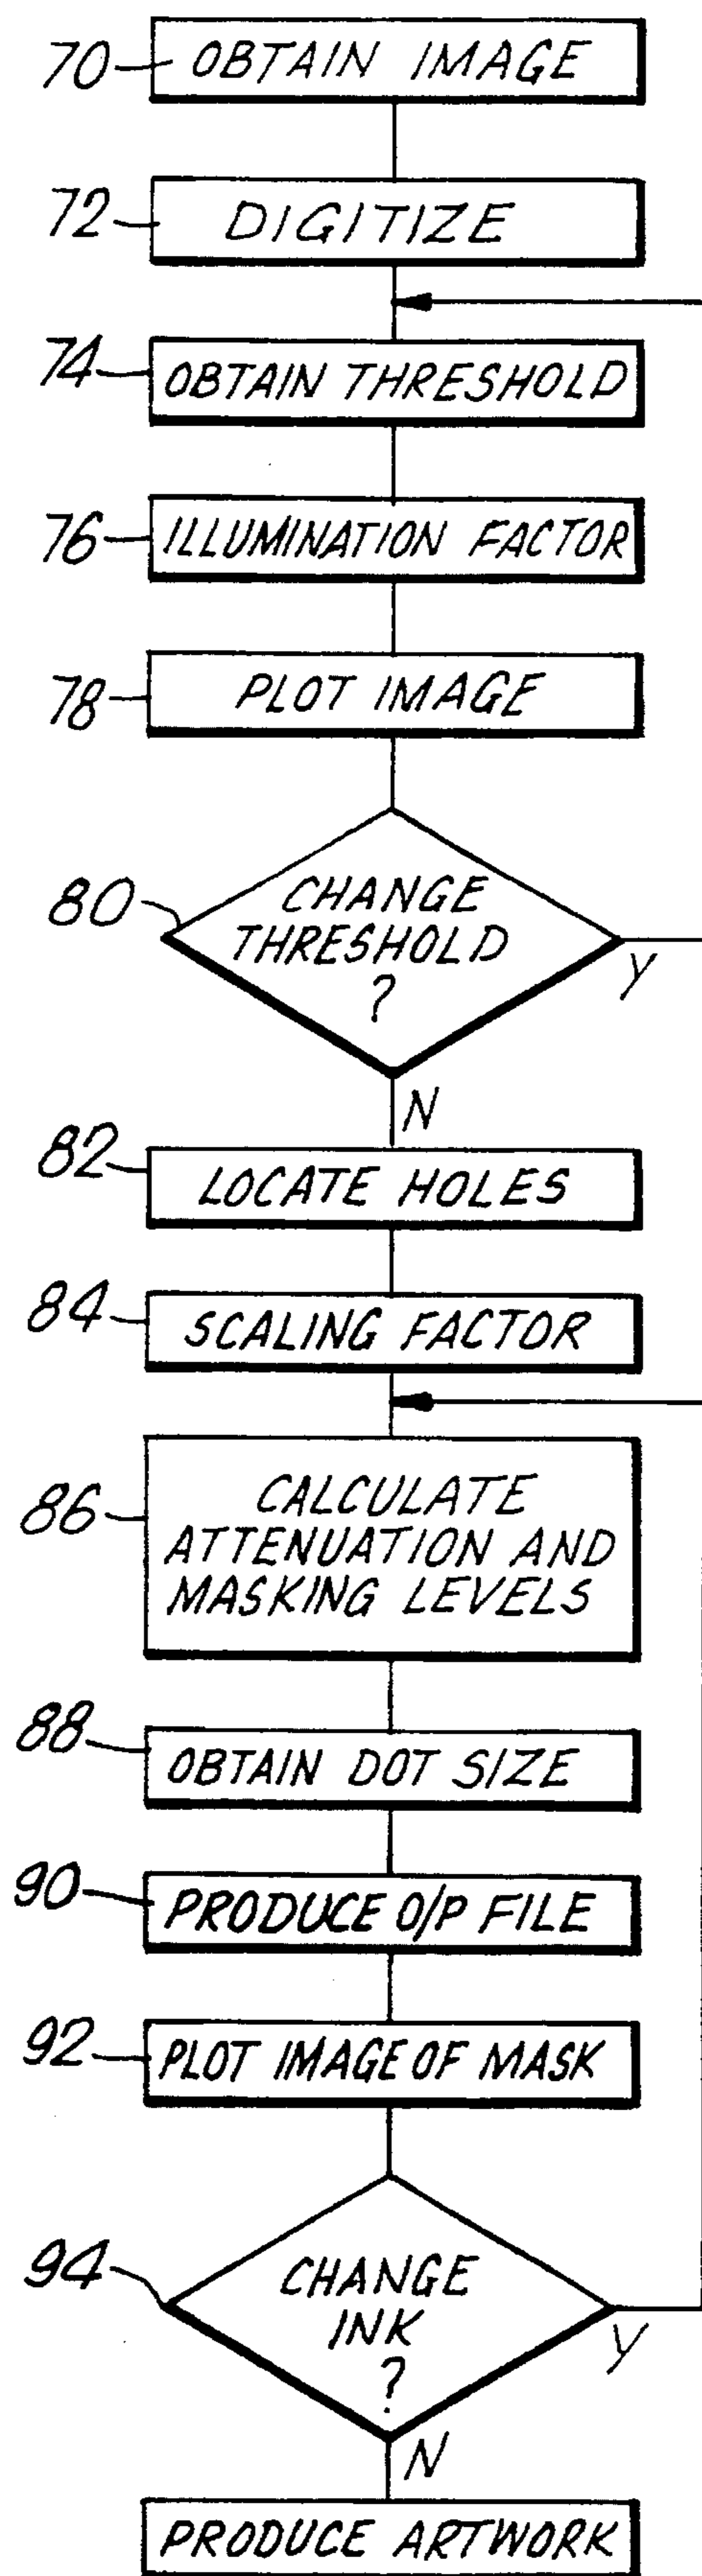 70 OBTAIN IMAGE
72 DIGITIZE
74 OBTAIN THRESHOLD
76 ILLUMINATION FACTOR
78 PLOT IMAGE
80 CHANGE
THRESHOLD
?
Y
N
82 LOCATE HOLES
84 SCALING FACTOR
86 CALCULATE
ATTENUATION AND
MASKING LEVELS
88 OBTAIN DOT SIZE
90 PRODUCE O/P FILE
92 PLOT IMAGE OF MASK
94 CHANGE
INK
?
Y
N
PRODUCE ARTWORK